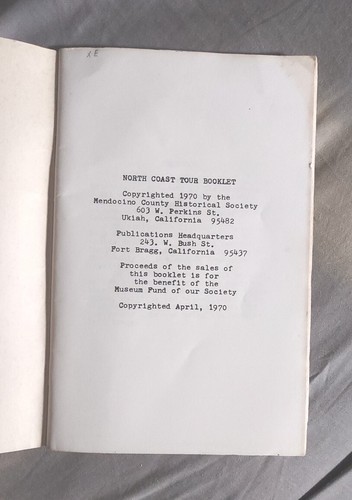 NORTH COAST TOUR BOOKLET
Copyrighted 1970 by the
Mendocino County Historical Society
603 W. Perkins St.
Ukiah, California 95482
Publications Headquarters
243. W. Bush St.
Fort Bragg, California 95437
Proceeds of the sales of
this booklet is for
the benefit of the
Museum Fund of our Society
Copyrighted April, 1970